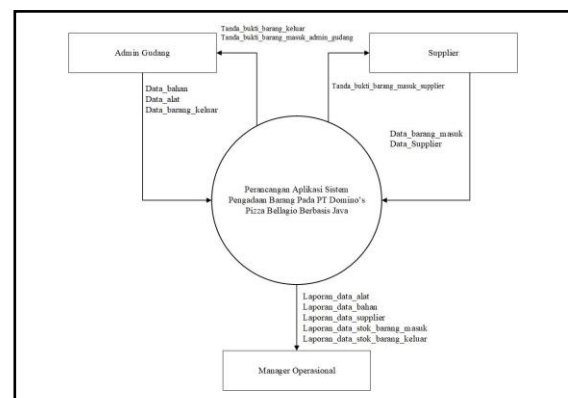 Tanda_bukti_barang_keluar
Tanda_bukti_barang_masuk_admin_gudang
Admin Gudang
Supplier
Data_bahan
Data_alat
Data_barang_keluar
Tanda_bukti_barang_masuk_supplier
Data_barang_masuk
Data_Supplier
Perancangan Aplikasi Sistem
Pengadaan Barang Pada PT Domino's
Pizza Bellagio Berbasis Java
Laporan_data_alat
Laporan_data_bahan
Laporan_data_supplier
Laporan_data_stok_barang_masuk
Laporan_data_stok_barang_keluar
Manager Operasional